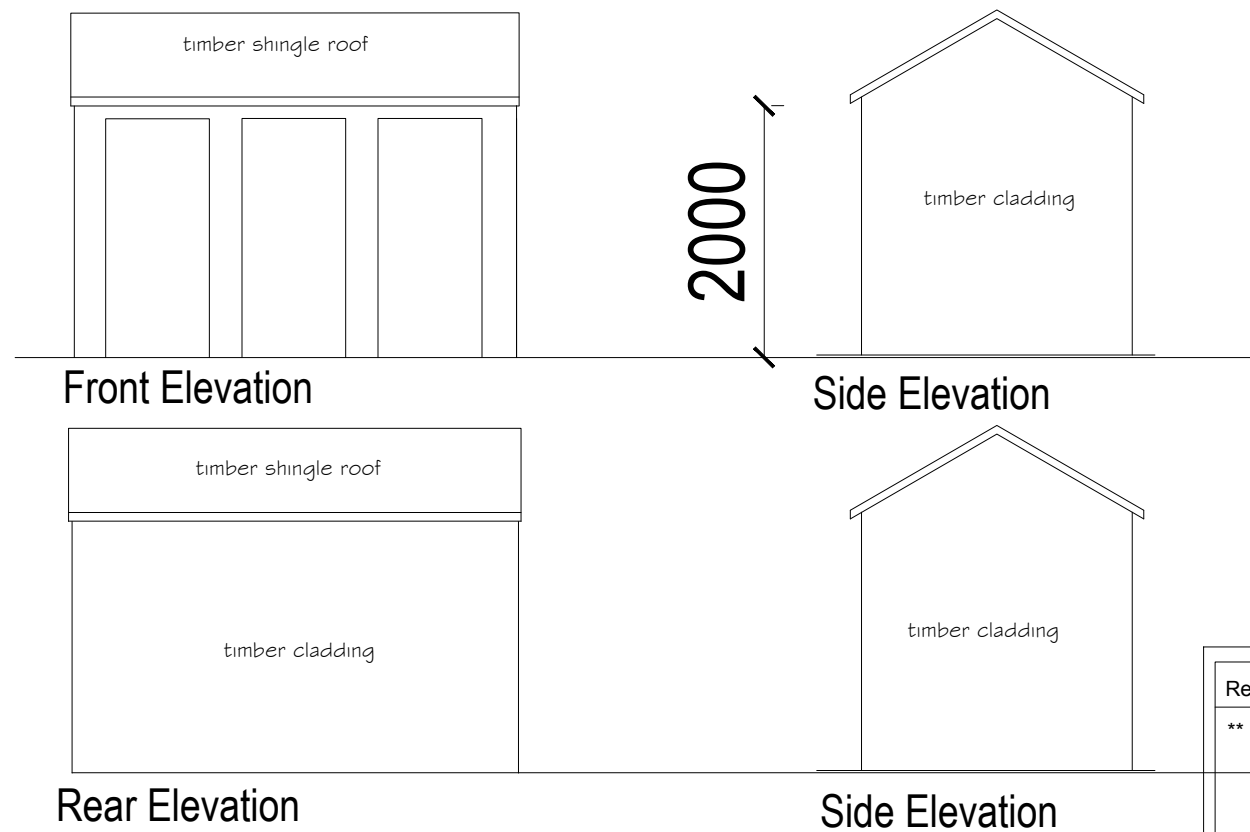 timber shingle roof
2000
timber cladding
Front Elevation
Side Elevation
timber shingle roof
timber cladding
timber cladding
Re
**
Rear Elevation
Side Elevation